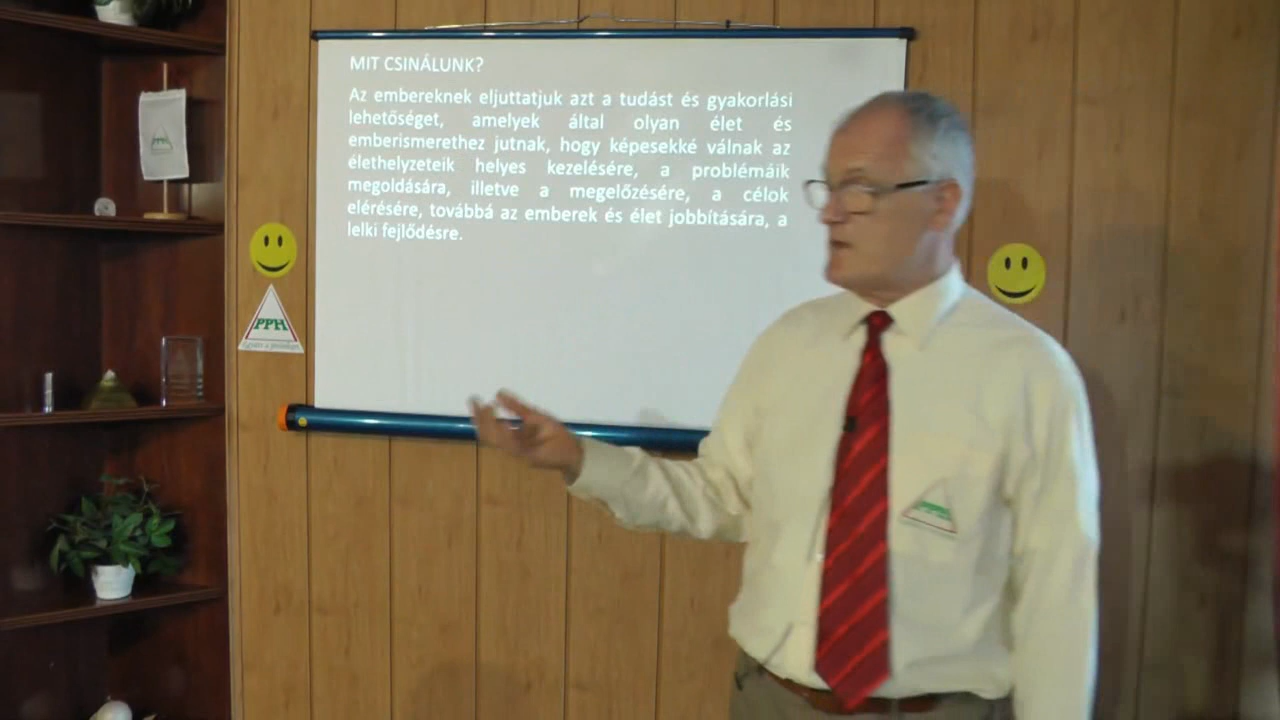 MIT CSINÁLUNK?
Az embereknek eljuttatjuk azt a tudást és gyakorlási
lehetőséget, amelyek által olyan élet és
emberismerethez jutnak, hogy képesekké válnak az
élethelyzeteik helyes kezelésére, a problémáik
megoldására, illetve a megelőzésére, a célok
elérésére, továbbá az emberek és élet jobbítására, a
lelki fejlődésre.
PPH
PPH
PPH